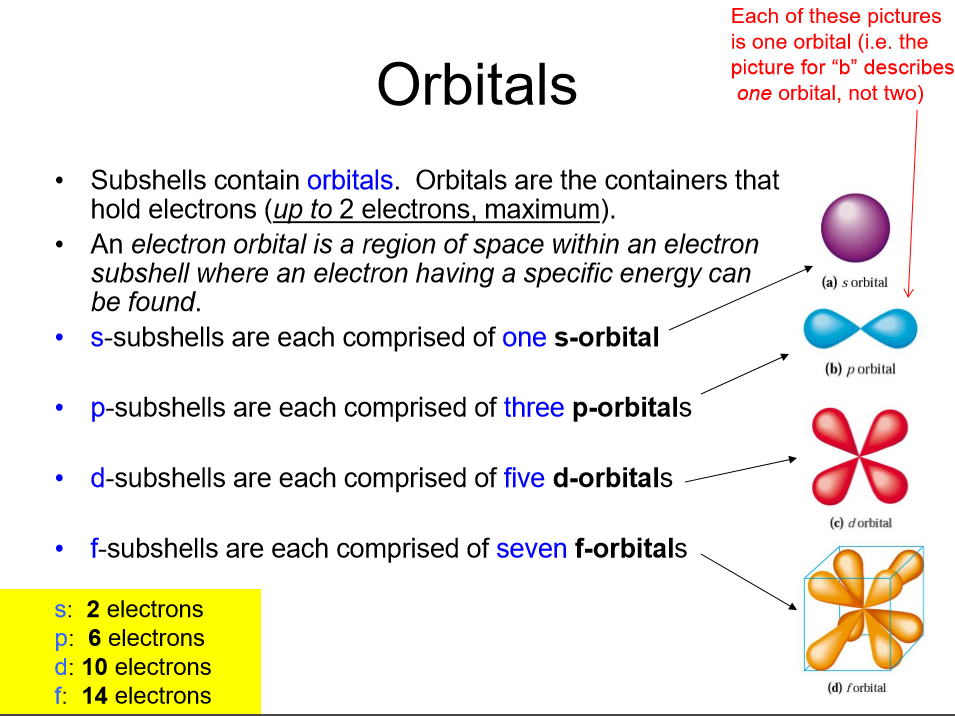 Each of these pictures
is one orbital (i.e. the
picture for “b” describes
one orbital, not two)
Orbitals
• Subshells contain orbitals. Orbitals are the containers that
hold electrons (up to 2 electrons, maximum).
• An electron orbital is a region of space within an electron
subshell where an electron having a specific energy can
be found.
• s-subshells are each comprised of one s-orbital
• p-subshells are each comprised of three p-orbitals
• d-subshells are each comprised of five d-orbitals
• f-subshells are each comprised of seven f-orbitals
s: 2 electrons
p: 6 electrons
d: 10 electrons
f: 14 electrons
(a) s orbital
(b) p orbital
(c) d orbital
(d) f orbital